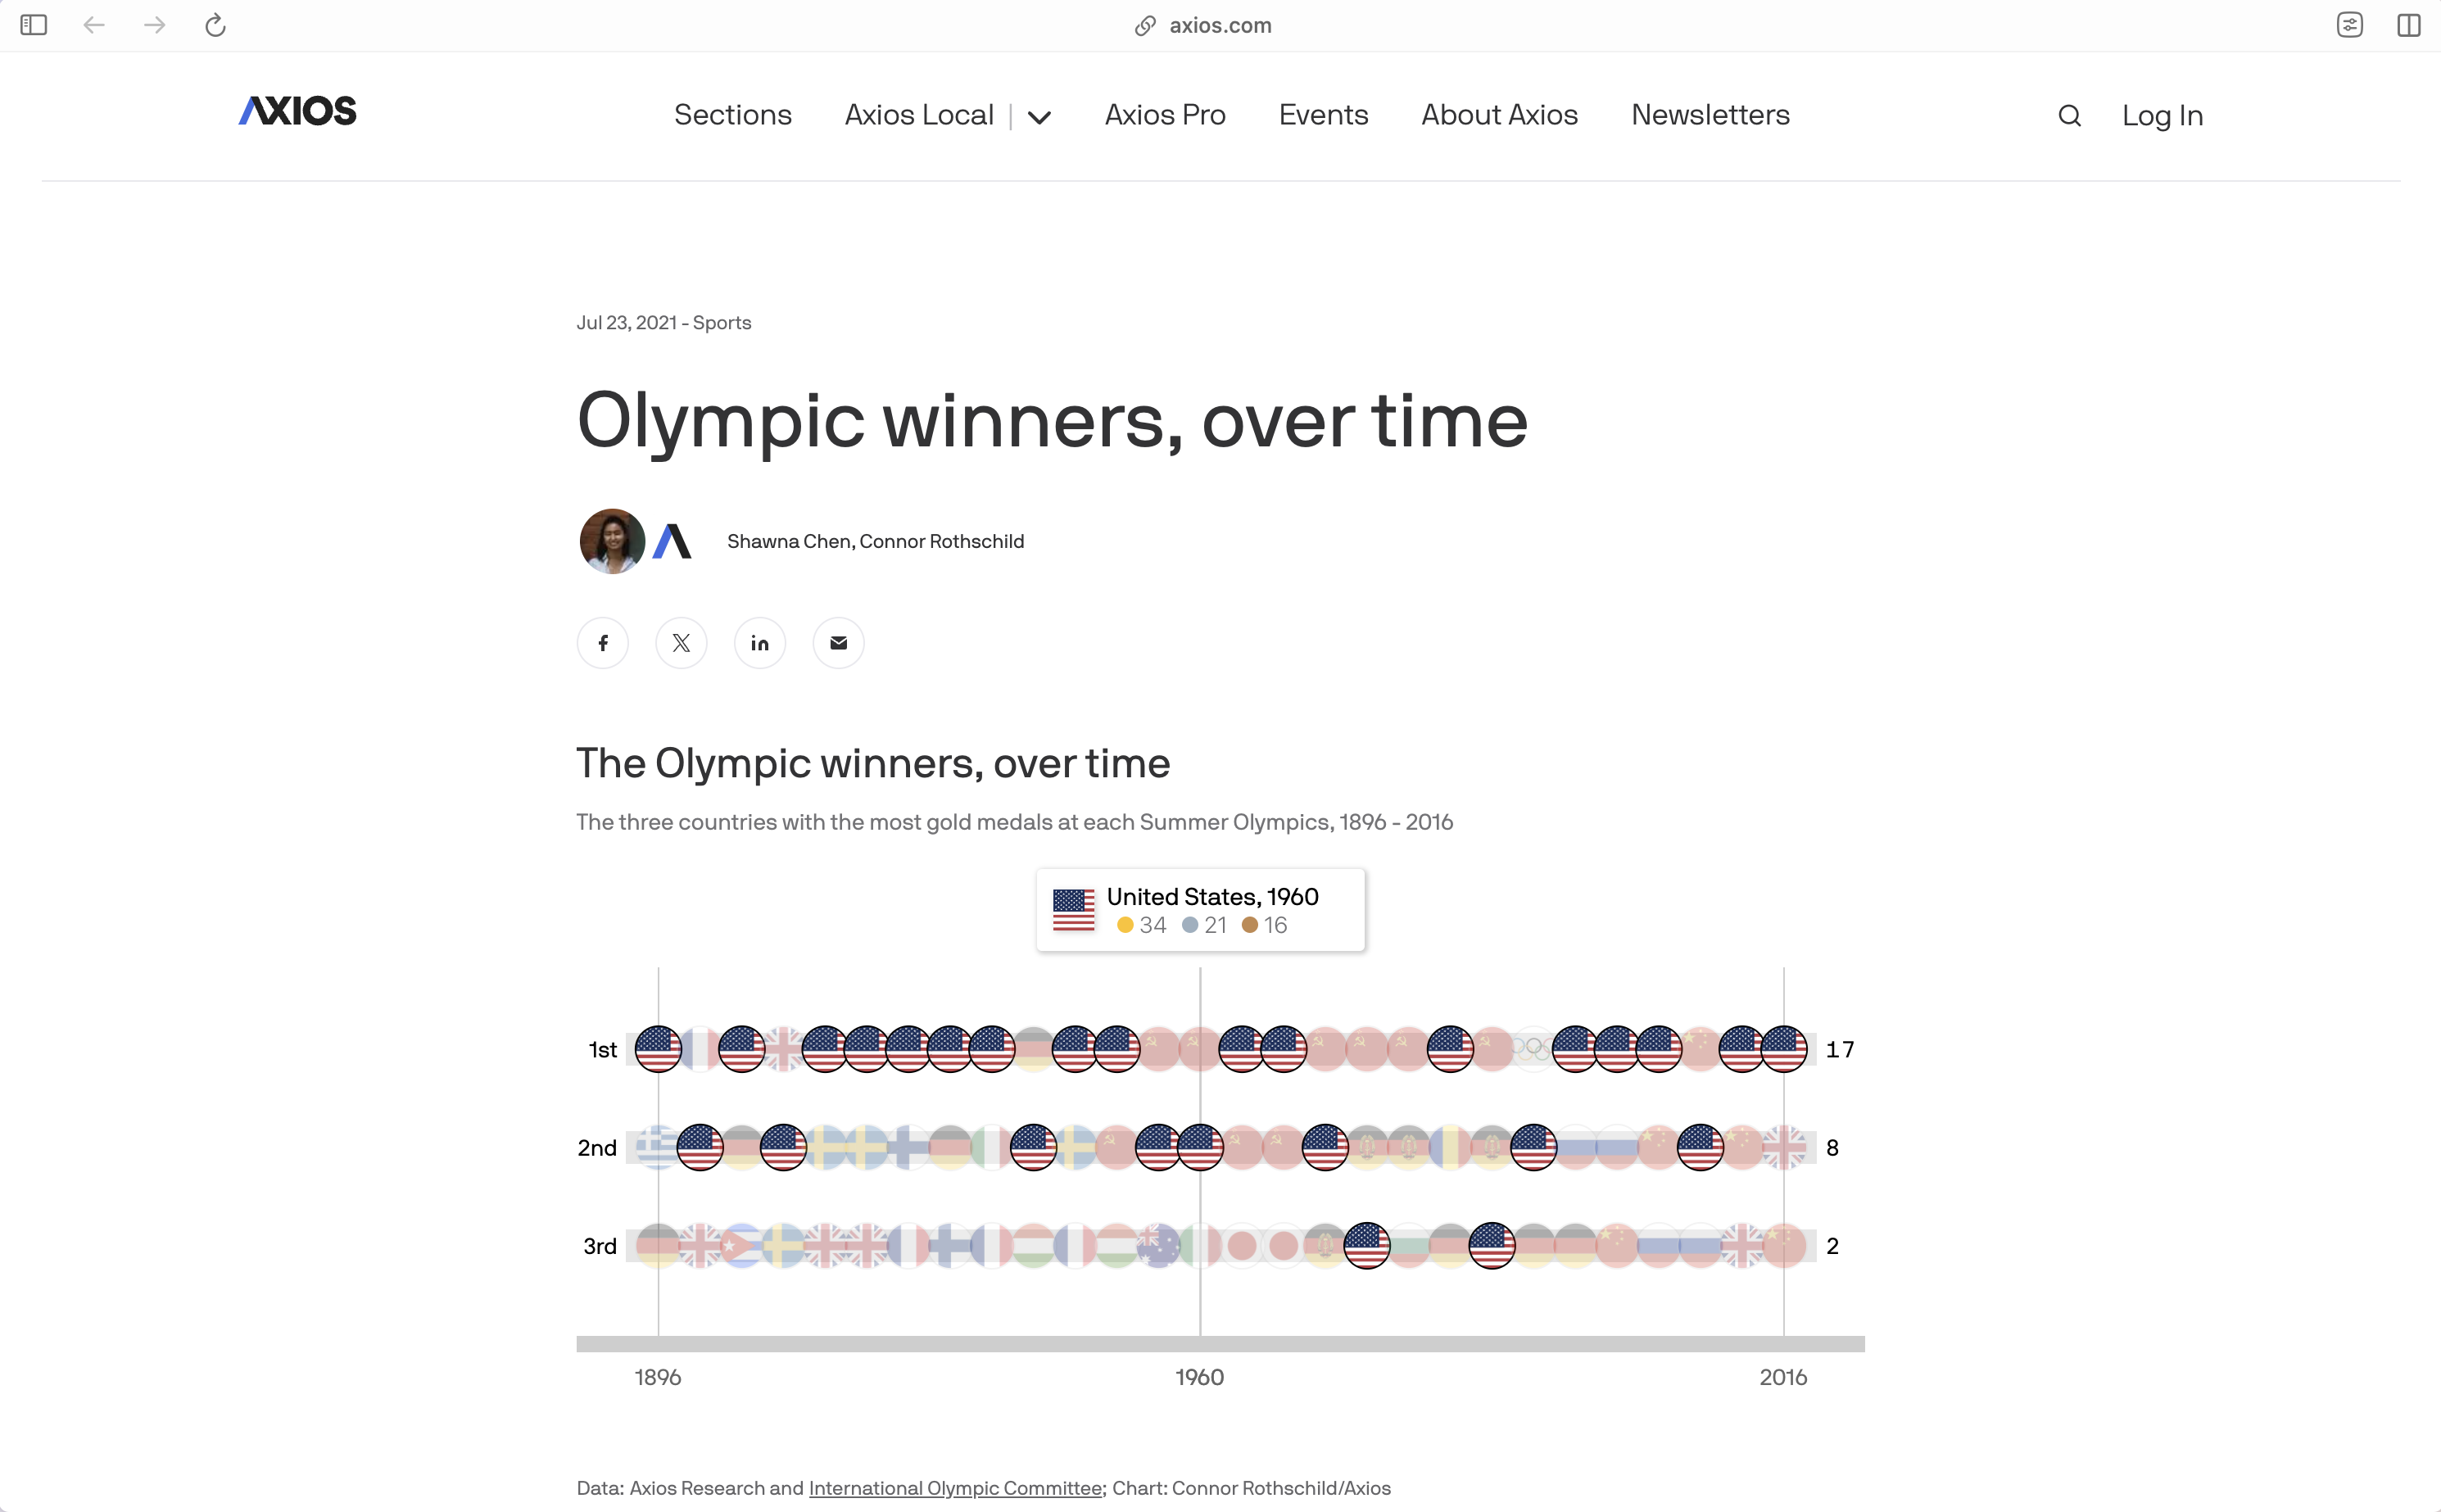 axios.com
AXIOS
Sections
Axios Local
Axios Pro
Events
About Axios
Newsletters
Log In
Jul 23, 2021 - Sports
Olympic winners, over time
Shawna Chen, Connor Rothschild
The Olympic winners, over time
The three countries with the most gold medals at each Summer Olympics, 1896 - 2016
United States, 1960
34 21 16
1st 17
2nd 8
3rd 2
1896 1960 2016
Data: Axios Research and International Olympic Committee; Chart: Connor Rothschild/Axios